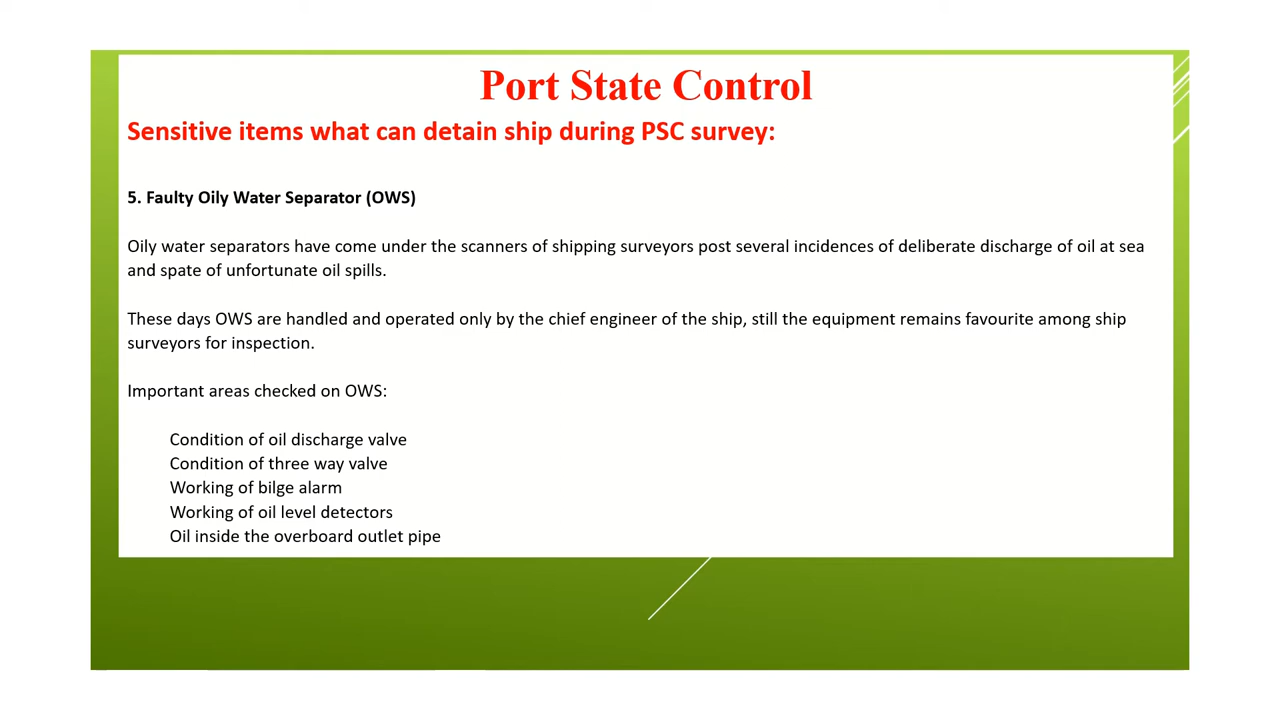 Port State Control
Sensitive items what can detain ship during PSC survey:
5. Faulty Oily Water Separator (OWS)
Oily water separators have come under the scanners of shipping surveyors post several incidences of deliberate discharge of oil at sea
and spate of unfortunate oil spills.
These days OWS are handled and operated only by the chief engineer of the ship, still the equipment remains favourite among ship
surveyors for inspection.
Important areas checked on OWS:
Condition of oil discharge valve
Condition of three way valve
Working of bilge alarm
Working of oil level detectors
Oil inside the overboard outlet pipe